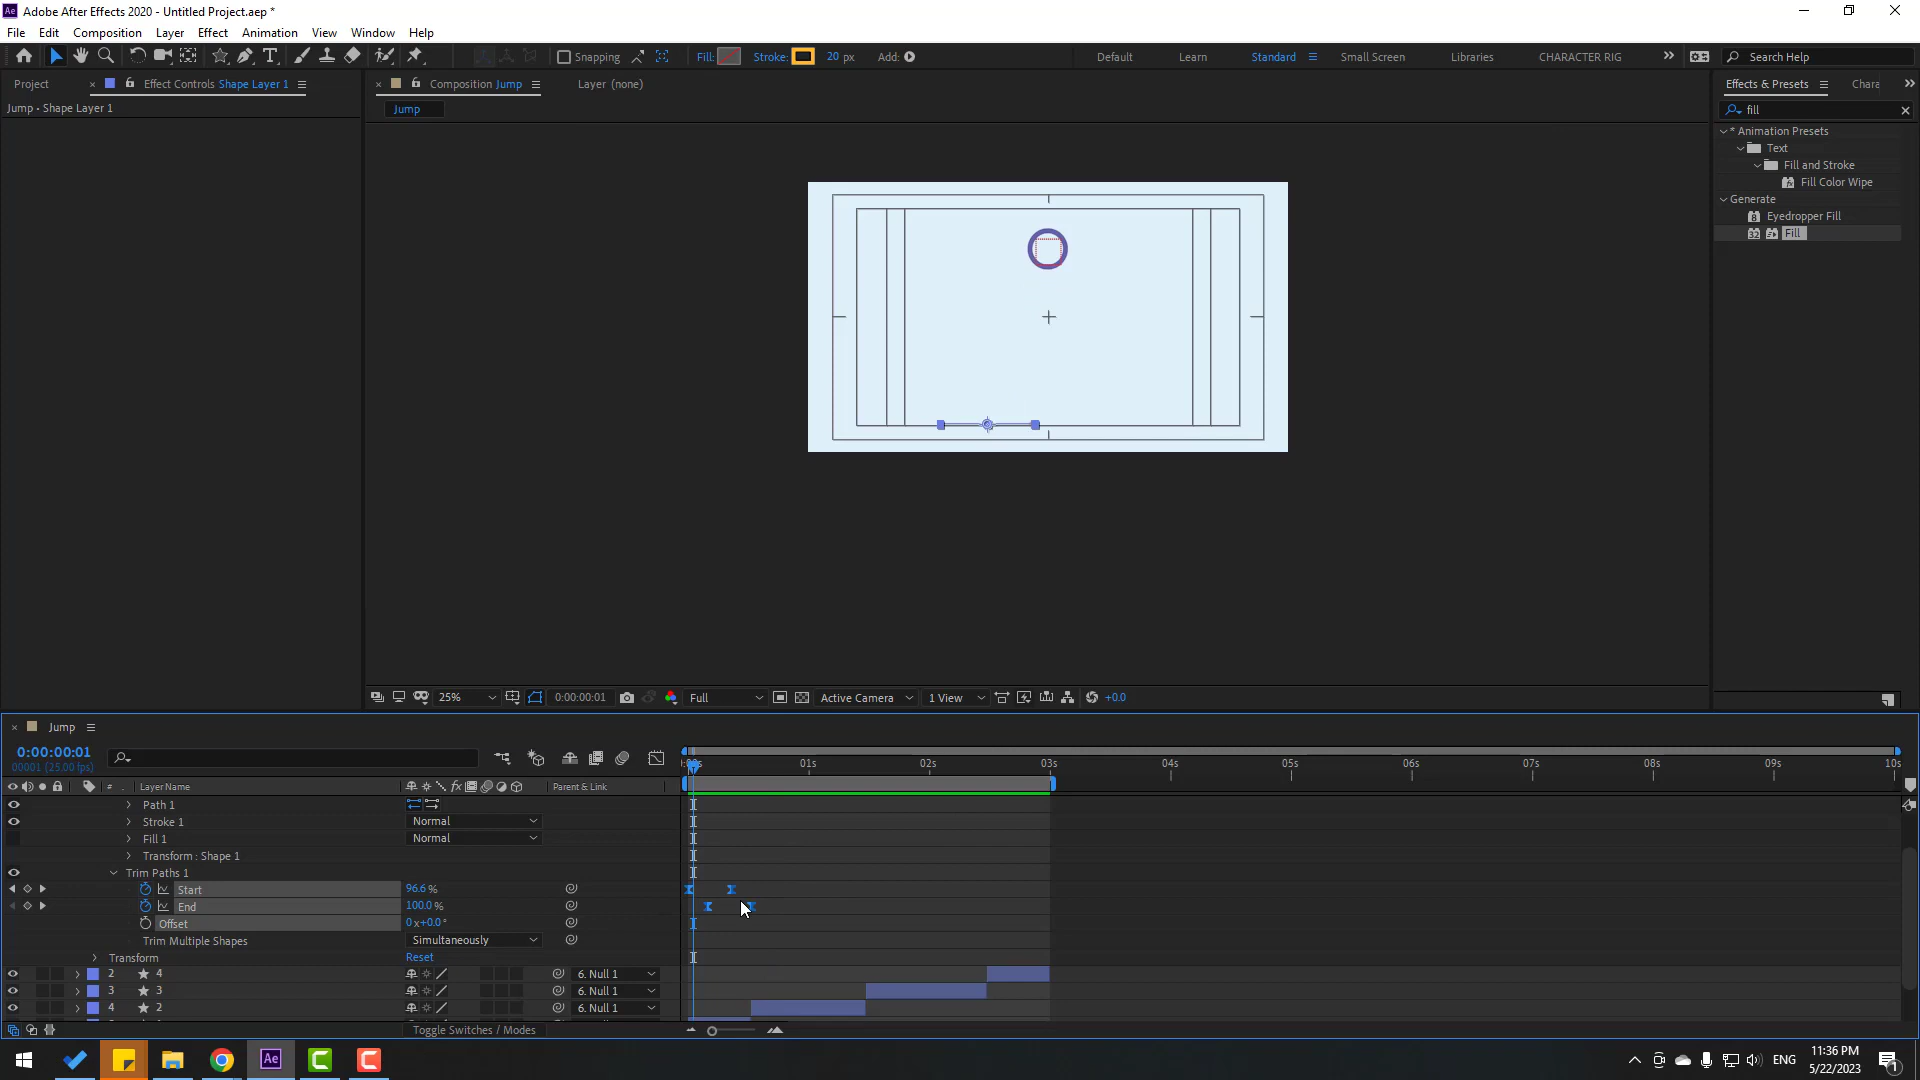 Adobe After Effects 2020 - Untitled Project.aep *
File Edit Composition Layer Effect Animation View Window Help
Snapping Fill: Stroke: 20 px Add: Default Learn Standard Small Screen Libraries CHARACTER RIG Search Help
Project Effect Controls Shape Layer 1 Composition Jump Layer (none) Effects & Presets Chara
Jump • Shape Layer 1 Jump fill
* Animation Presets
Text
Fill and Stroke
Fill Color Wipe
Generate
Eyedropper Fill
Fill
25% 0:00:00:01 Full Active Camera 1 View +0.0
Jump
0:00:00:01
00001 (25.00 fps)
01s 02s 03s 04s 05s 06s 07s 08s 09s 10s
# Layer Name fx Parent & Link
Path 1
Stroke 1 Normal
Fill 1 Normal
Transform : Shape 1
Trim Paths 1
Start 96.6 %
End 100.0 %
Offset 0 x+0.0 °
Trim Multiple Shapes Simultaneously
Transform Reset
2 4 6. Null 1
3 3 6. Null 1
4 2 6. Null 1
Toggle Switches / Modes
Ae ENG 11:36 PM
5/22/2023 1